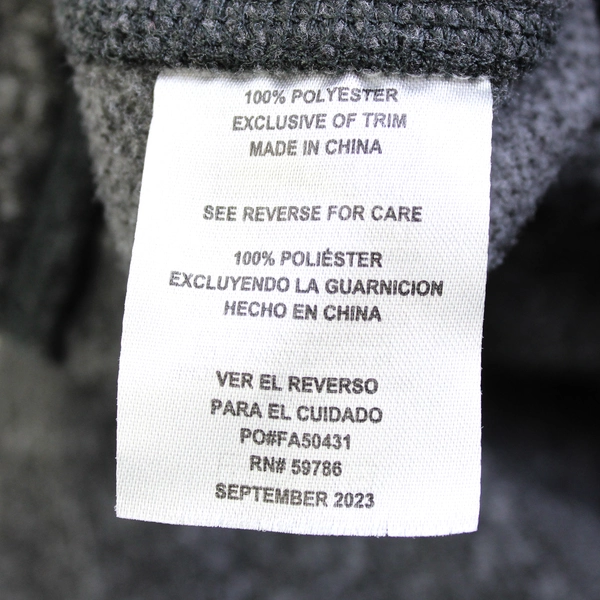 100% POLYESTER
EXCLUSIVE OF TRIM
MADE IN CHINA
SEE REVERSE FOR CARE
100% POLIÉSTER
EXCLUYENDO LA GUARNICION
HECHO EN CHINA
VER EL REVERSO
PARA EL CUIDADO
PO#FA50431
RN# 59786
SEPTEMBER 2023